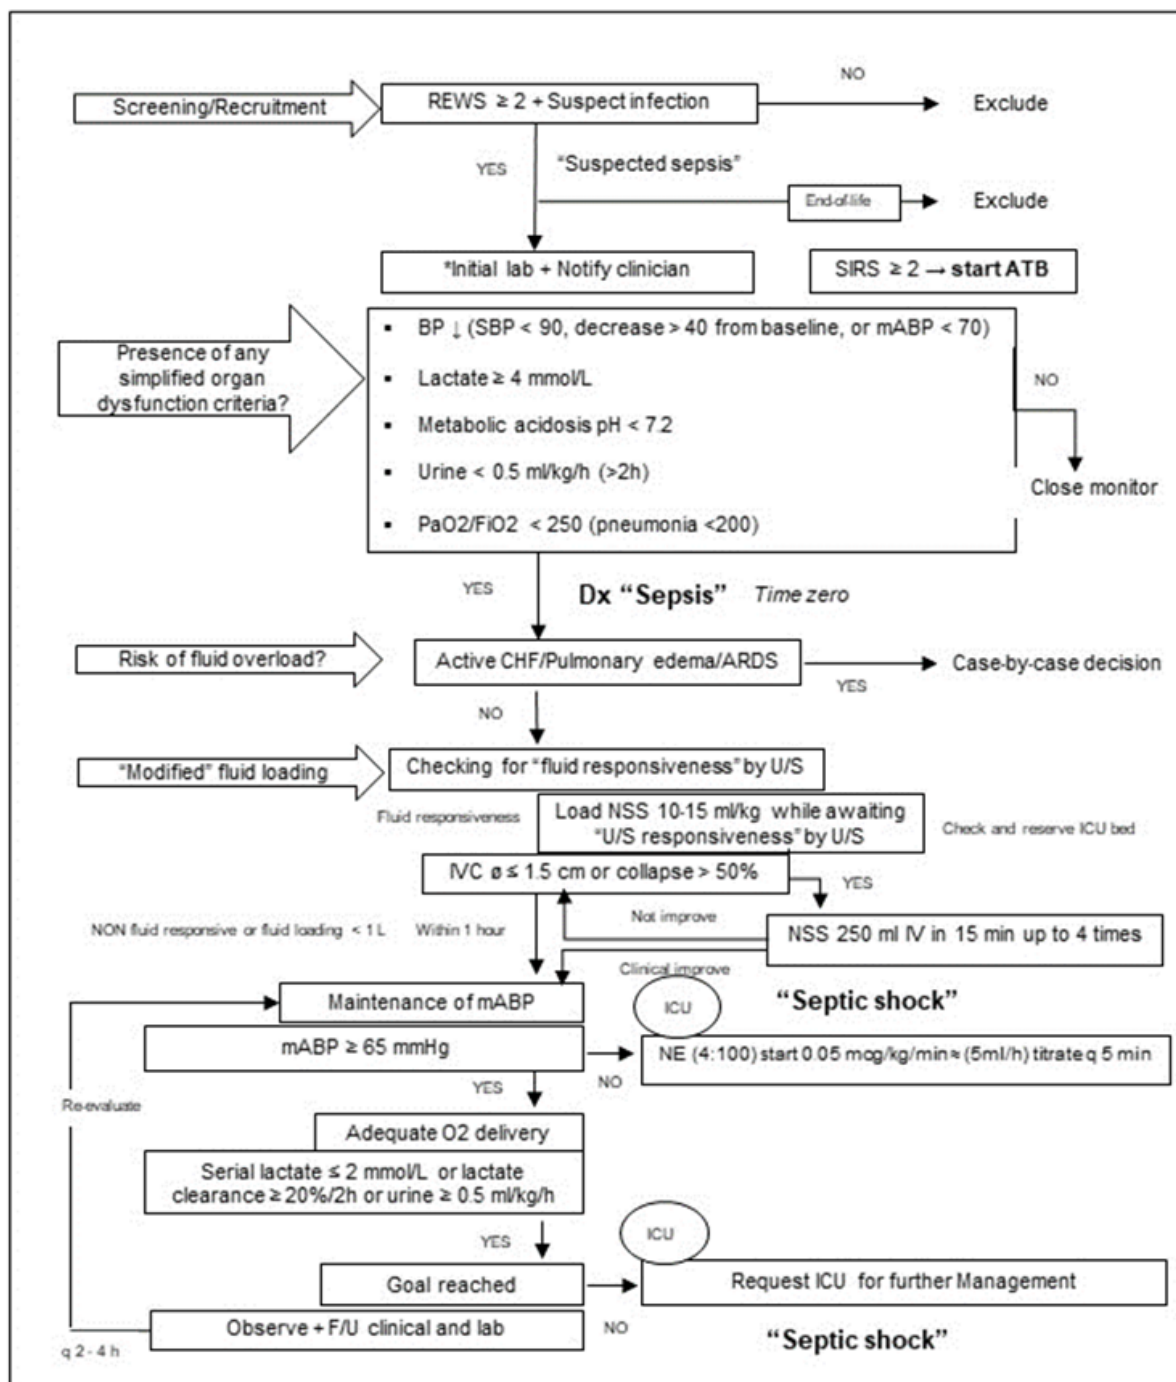 NO
Screening/Recruitment
REWS ≥ 2 + Suspect infection
Exclude
YES
"Suspected sepsis"
End-of-life
Exclude
*Initial lab + Notify clinician
SIRS ≥ 2 → start ATB
▪ BP ↓ (SBP < 90, decrease > 40 from baseline, or mABP < 70)
Presence of any
simplified organ
dysfunction criteria?
▪ Lactate ≥ 4 mmol/L
NO
▪ Metabolic acidosis pH < 7.2
▪ Urine < 0.5 ml/kg/h (>2h)
Close monitor
▪ PaO2/FiO2 < 250 (pneumonia <200)
YES
Dx "Sepsis" Time zero
Risk of fluid overload?
Active CHF/Pulmonary edema/ARDS
Case-by-case decision
YES
NO
"Modified" fluid loading
Checking for "fluid responsiveness" by U/S
Fluid responsiveness
Load NSS 10-15 ml/kg while awaiting
"U/S responsiveness" by U/S
Check and reserve ICU bed
IVC ø ≤ 1.5 cm or collapse > 50%
YES
Not improve
NON fluid responsive or fluid loading < 1 L
Within 1 hour
NSS 250 ml IV in 15 min up to 4 times
Clinical improve
Maintenance of mABP
ICU
"Septic shock"
mABP ≥ 65 mmHg
NE (4:100) start 0.05 mcg/kg/min ≈ (5ml/h) titrate q 5 min
NO
YES
Re-evaluate
Adequate O2 delivery
Serial lactate ≤ 2 mmol/L or lactate
clearance ≥ 20%/2h or urine ≥ 0.5 ml/kg/h
ICU
YES
Goal reached
Request ICU for further Management
Observe + F/U clinical and lab
NO
"Septic shock"
q 2 - 4 h